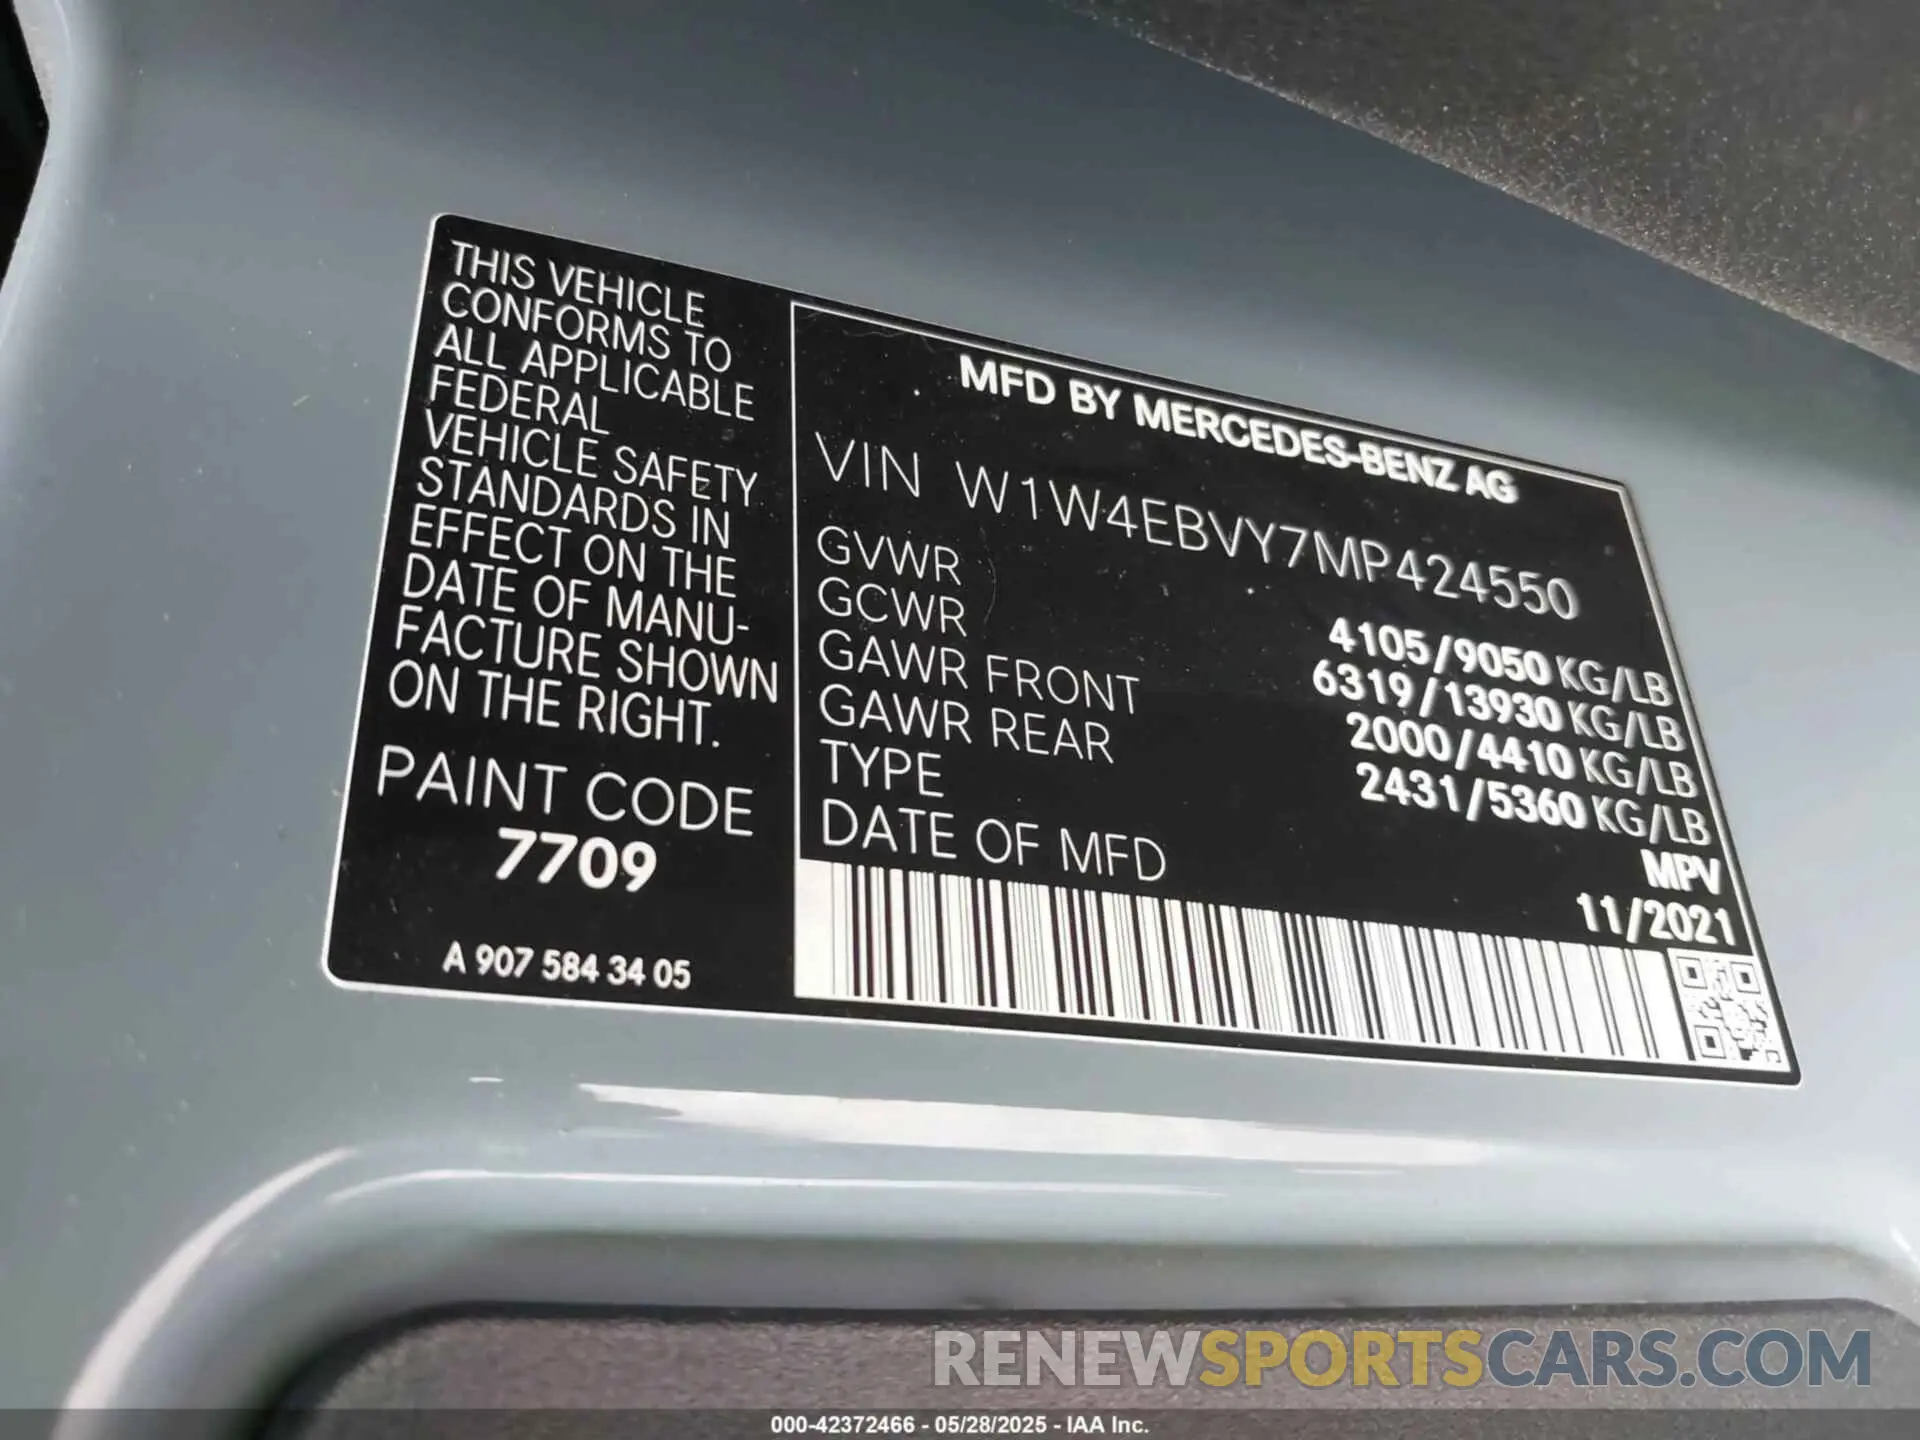 THIS VEHICLE
CONFORMS TO
ALL APPLICABLE
FEDERAL
VEHICLE SAFETY
STANDARDS IN
EFFECT ON THE
DATE OF MANU-
FACTURE SHOWN
ON THE RIGHT.
PAINT CODE
7709
A 907 584 34 05
MFD BY MERCEDES-BENZ AG
VIN W1W4EBVY7MP424550
GVWR 4105/9050 KG/LB
GCWR 6319/13930 KG/LB
GAWR FRONT 2000/4410 KG/LB
GAWR REAR 2431/5360 KG/LB
TYPE MPV
DATE OF MFD 11/2021
RENEWSPORTSCARS.COM
000-42372466 - 05/28/2025 - IAA Inc.